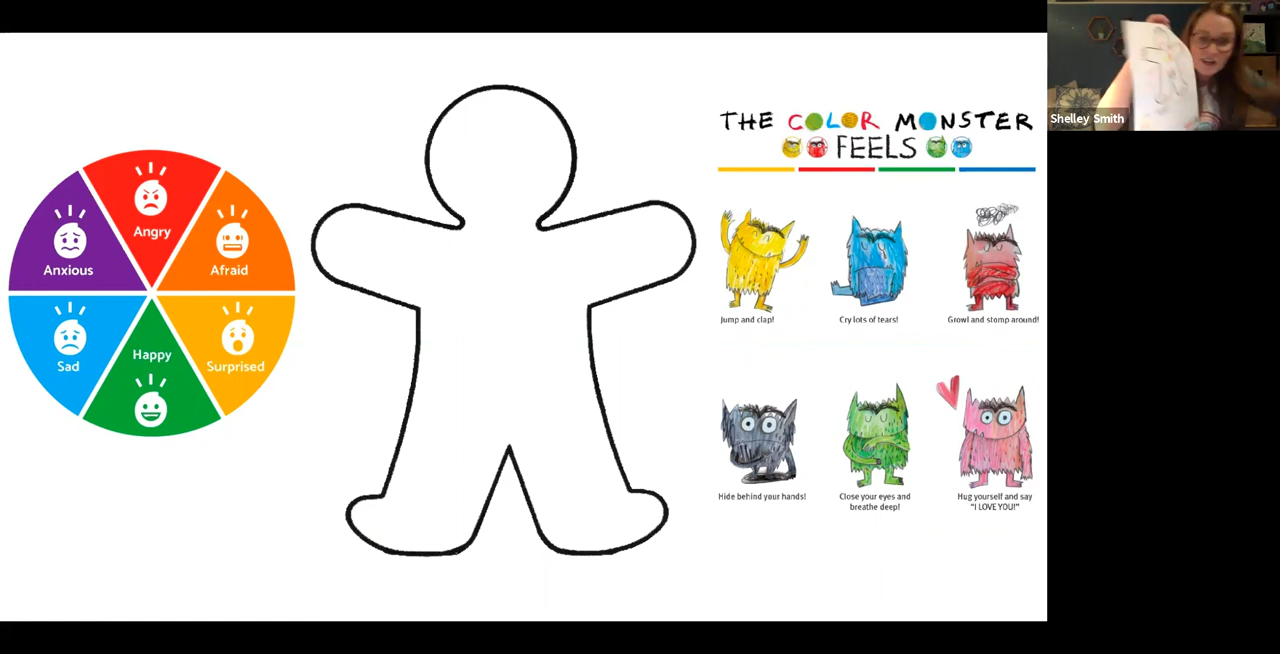 Angry
Anxious
Afraid
Sad
Happy
Surprised
THE COLOR MONSTER
FEELS
Jump and clap!
Cry lots of tears!
Growl and stomp around!
Hide behind your hands!
Close your eyes and
breathe deep!
Hug yourself and say
"I LOVE YOU!"
Shelley Smith